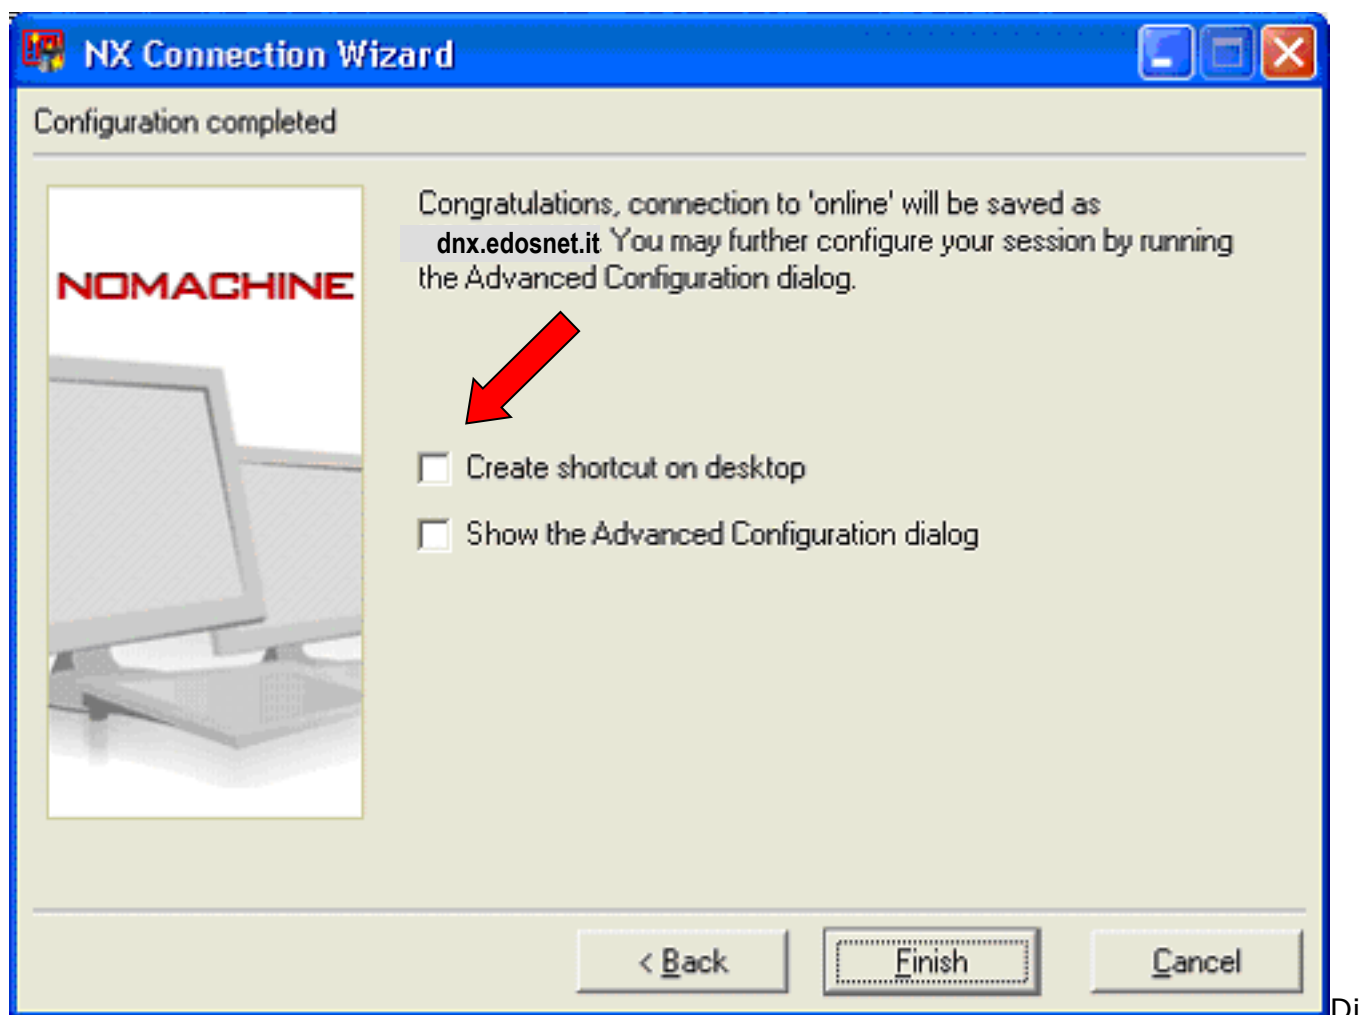 NX Connection Wizard
Configuration completed
NOMACHINE
Congratulations, connection to 'online' will be saved as
dnx.edosnet.it You may further configure your session by running
the Advanced Configuration dialog.
Create shortcut on desktop
Show the Advanced Configuration dialog
< Back
Finish
Cancel
Di